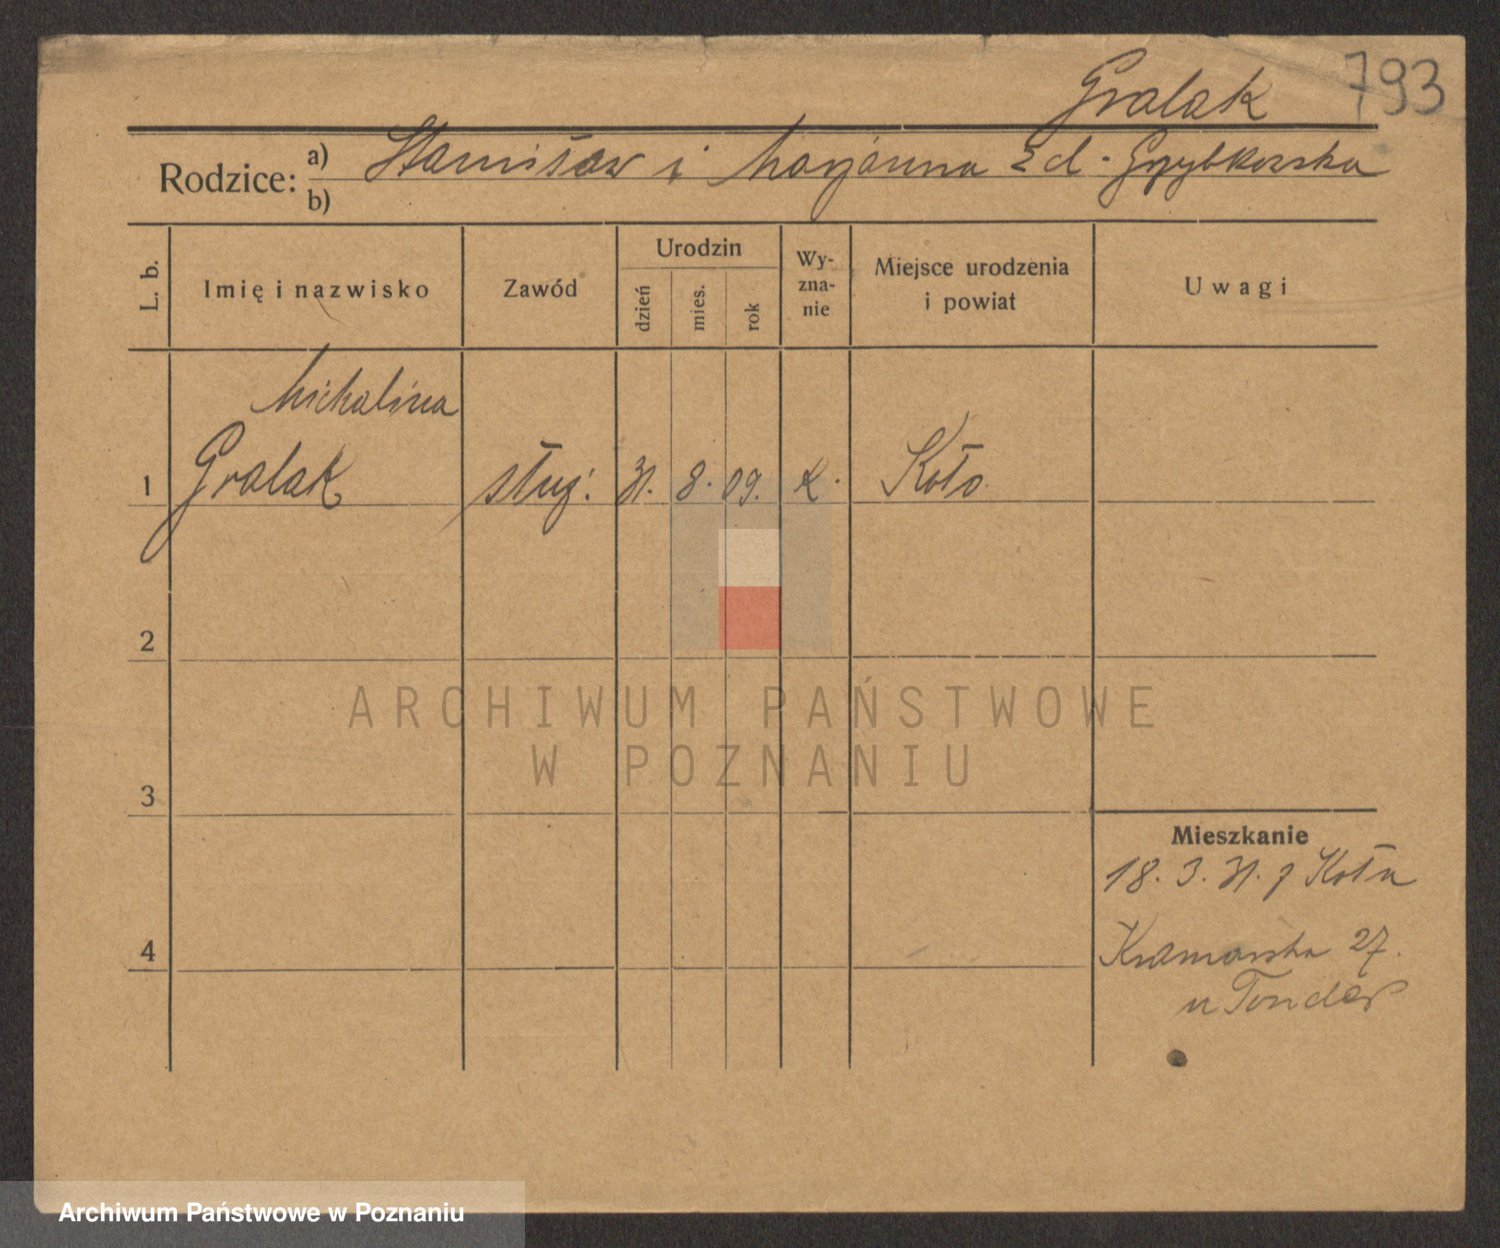 Gralak 793
Rodzice: a) Stanisław i Marjanna Zd. Grzybkowska
b)
L. b. Imię i nazwisko Zawód Urodzin dzień mies. rok Wy-zna-nie Miejsce urodzenia i powiat Uwagi
Michalina
1 Gralak służ. 31. 8. 09. K. Koło
2
ARCHIWUM PAŃSTWOWE
W POZNANIU
3
Mieszkanie
18. 3. 31. z Koła
4 Kramarska 27.
u Tonder
Archiwum Państwowe w Poznaniu